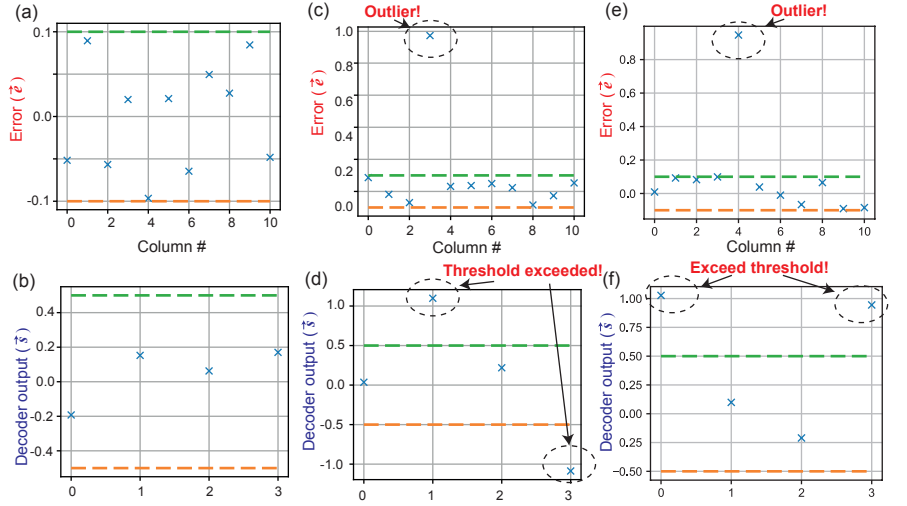 (a)
0.1
0.0
-0.1
Error (e⃗)
0 2 4 6 8 10
Column #
(c)
Outlier!
1.0
0.8
0.6
0.4
0.2
0.0
Error (e⃗)
0 2 4 6 8 10
Column #
(e)
Outlier!
0.8
0.6
0.4
0.2
0.0
Error (e⃗)
0 2 4 6 8 10
Column #
(b)
0.4
0.2
0.0
-0.2
-0.4
Decoder output (s⃗)
0 1 2 3
(d)
Threshold exceeded!
1.0
0.5
0.0
-0.5
-1.0
Decoder output (s⃗)
0 1 2 3
(f)
Exceed threshold!
1.00
0.75
0.50
0,25
0.00
0.25
−0.50
Decoder output (s⃗)
0 1 2 3